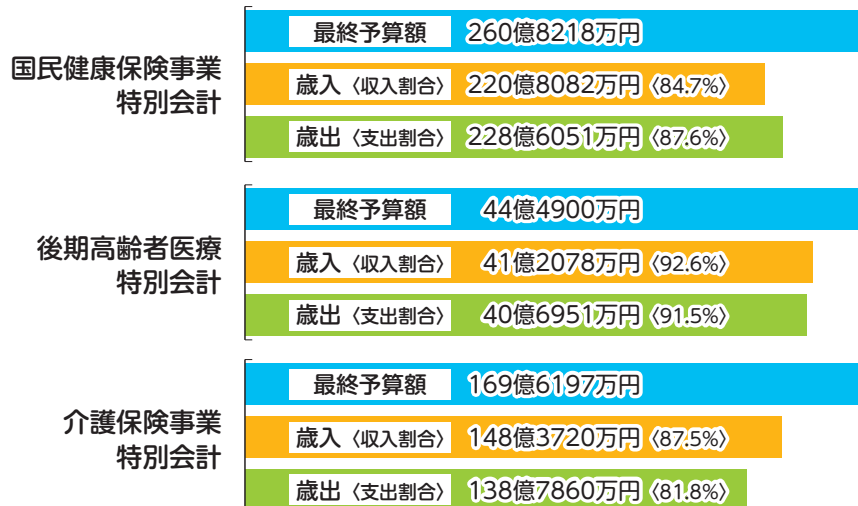 国民健康保険事業
特別会計
最終予算額 260億8218万円
歳入〈収入割合〉 220億8082万円〈84.7%〉
歳出〈支出割合〉 228億6051万円〈87.6%〉
後期高齢者医療
特別会計
最終予算額 44億4900万円
歳入〈収入割合〉 41億2078万円〈92.6%〉
歳出〈支出割合〉 40億6951万円〈91.5%〉
介護保険事業
特別会計
最終予算額 169億6197万円
歳入〈収入割合〉 148億3720万円〈87.5%〉
歳出〈支出割合〉 138億7860万円〈81.8%〉